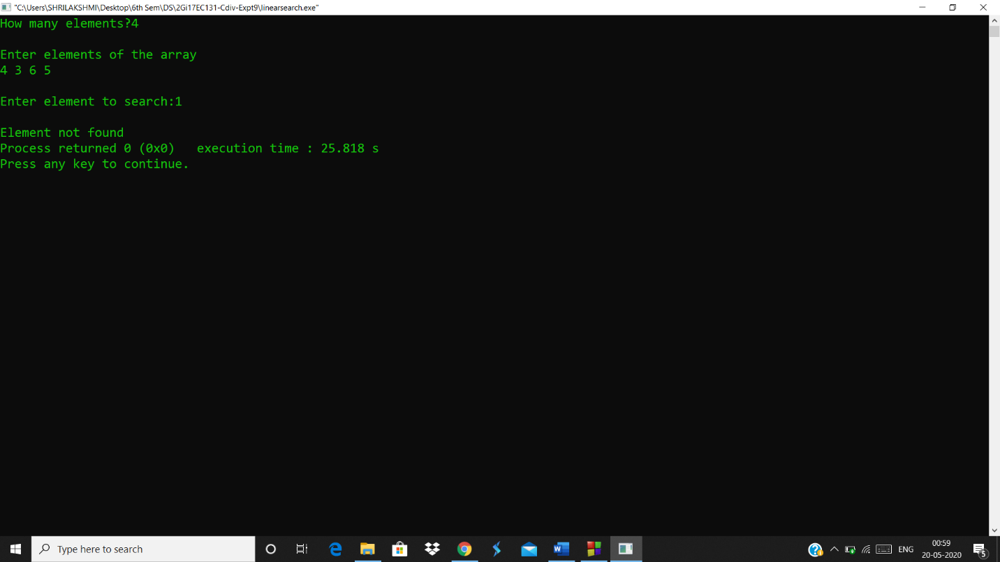 "C:\Users\SHRILAKSHMI\Desktop\6th Sem\DS\2Gi17EC131-Cdiv-Expt9\linearsearch.exe"
How many elements?4
Enter elements of the array
4 3 6 5
Enter element to search:1
Element not found
Process returned 0 (0x0)   execution time : 25.818 s
Press any key to continue.
Type here to search
ENG
00:59
20-05-2020
5